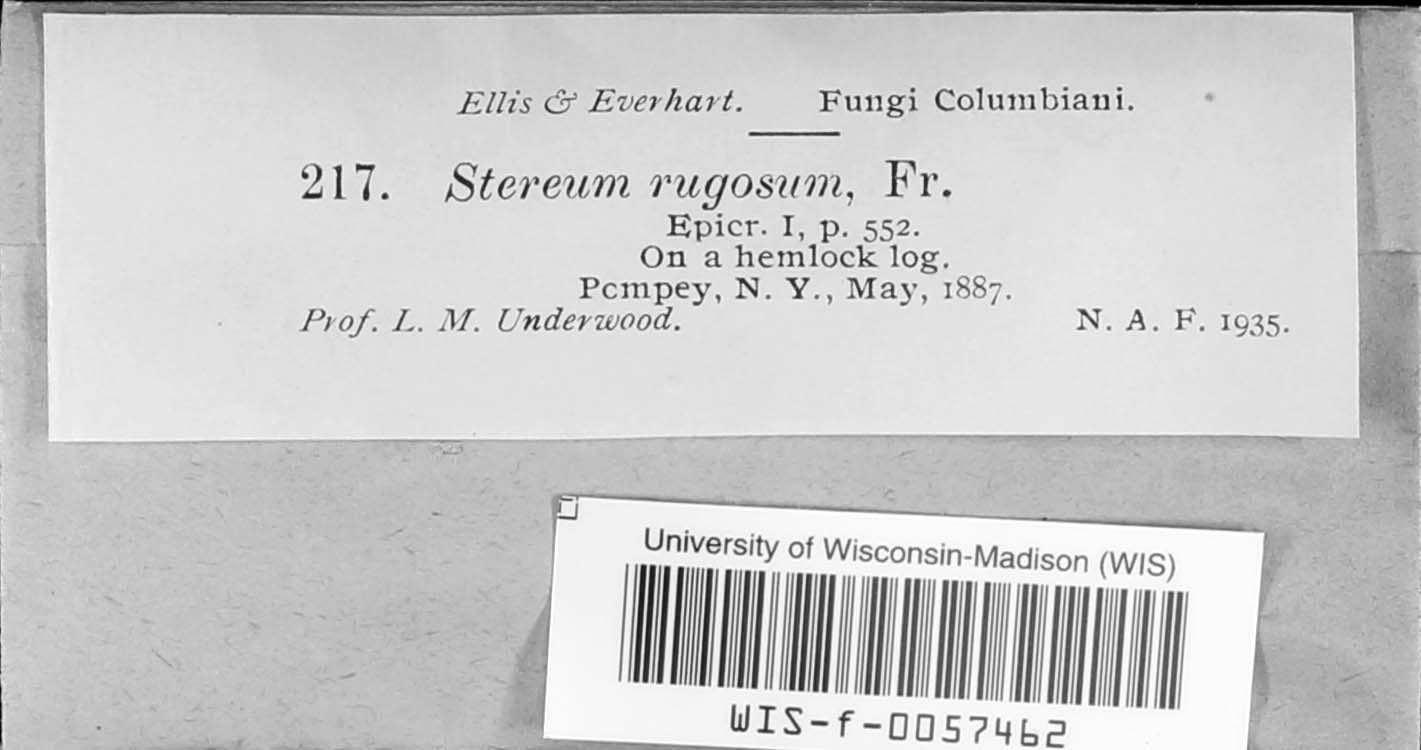 Ellis & Everhart. Fungi Columbiani.
217. Stereum rugosum, Fr.
Epicr. I, p. 552.
On a hemlock log.
Pcmpey, N. Y., May, 1887.
Prof. L. M. Underwood. N. A. F. 1935.
University of Wisconsin-Madison (WIS)
WIS-f-0057462